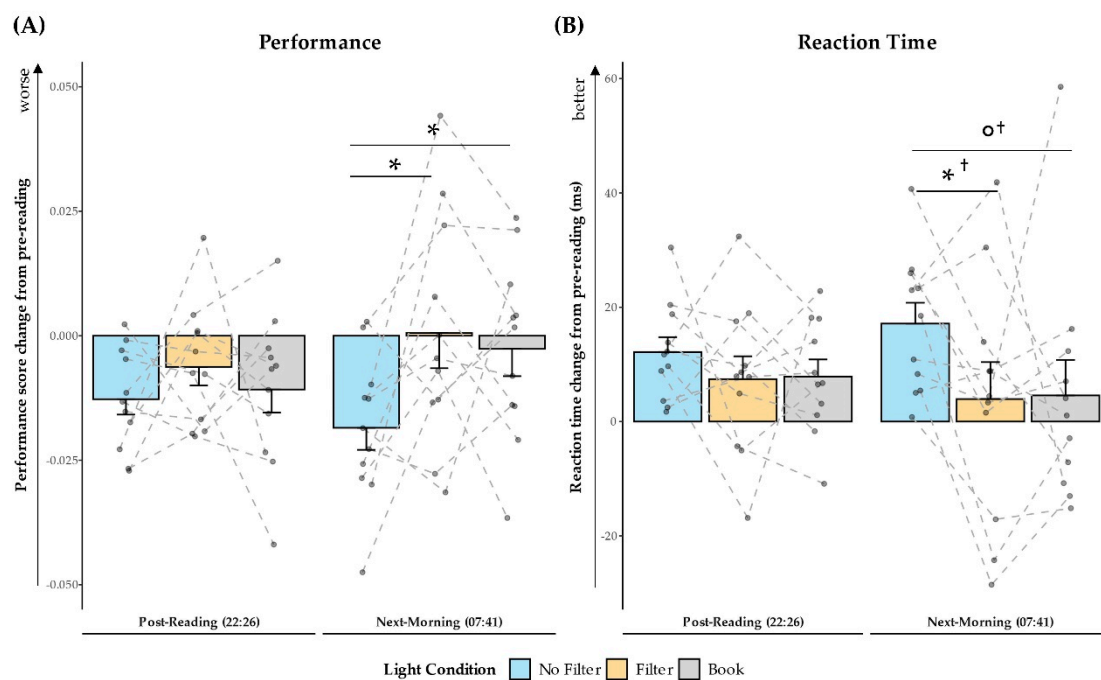 (A)
Performance
worse
Performance score change from pre-reading
0.050
0.025
0.000
-0.025
-0.050
*
*
Post-Reading (22:26)
Next-Morning (07:41)
(B)
Reaction Time
better
Reaction time change from pre-reading (ms)
60
40
20
0
-20
o†
*†
Post-Reading (22:26)
Next-Morning (07:41)
Light Condition No Filter Filter Book